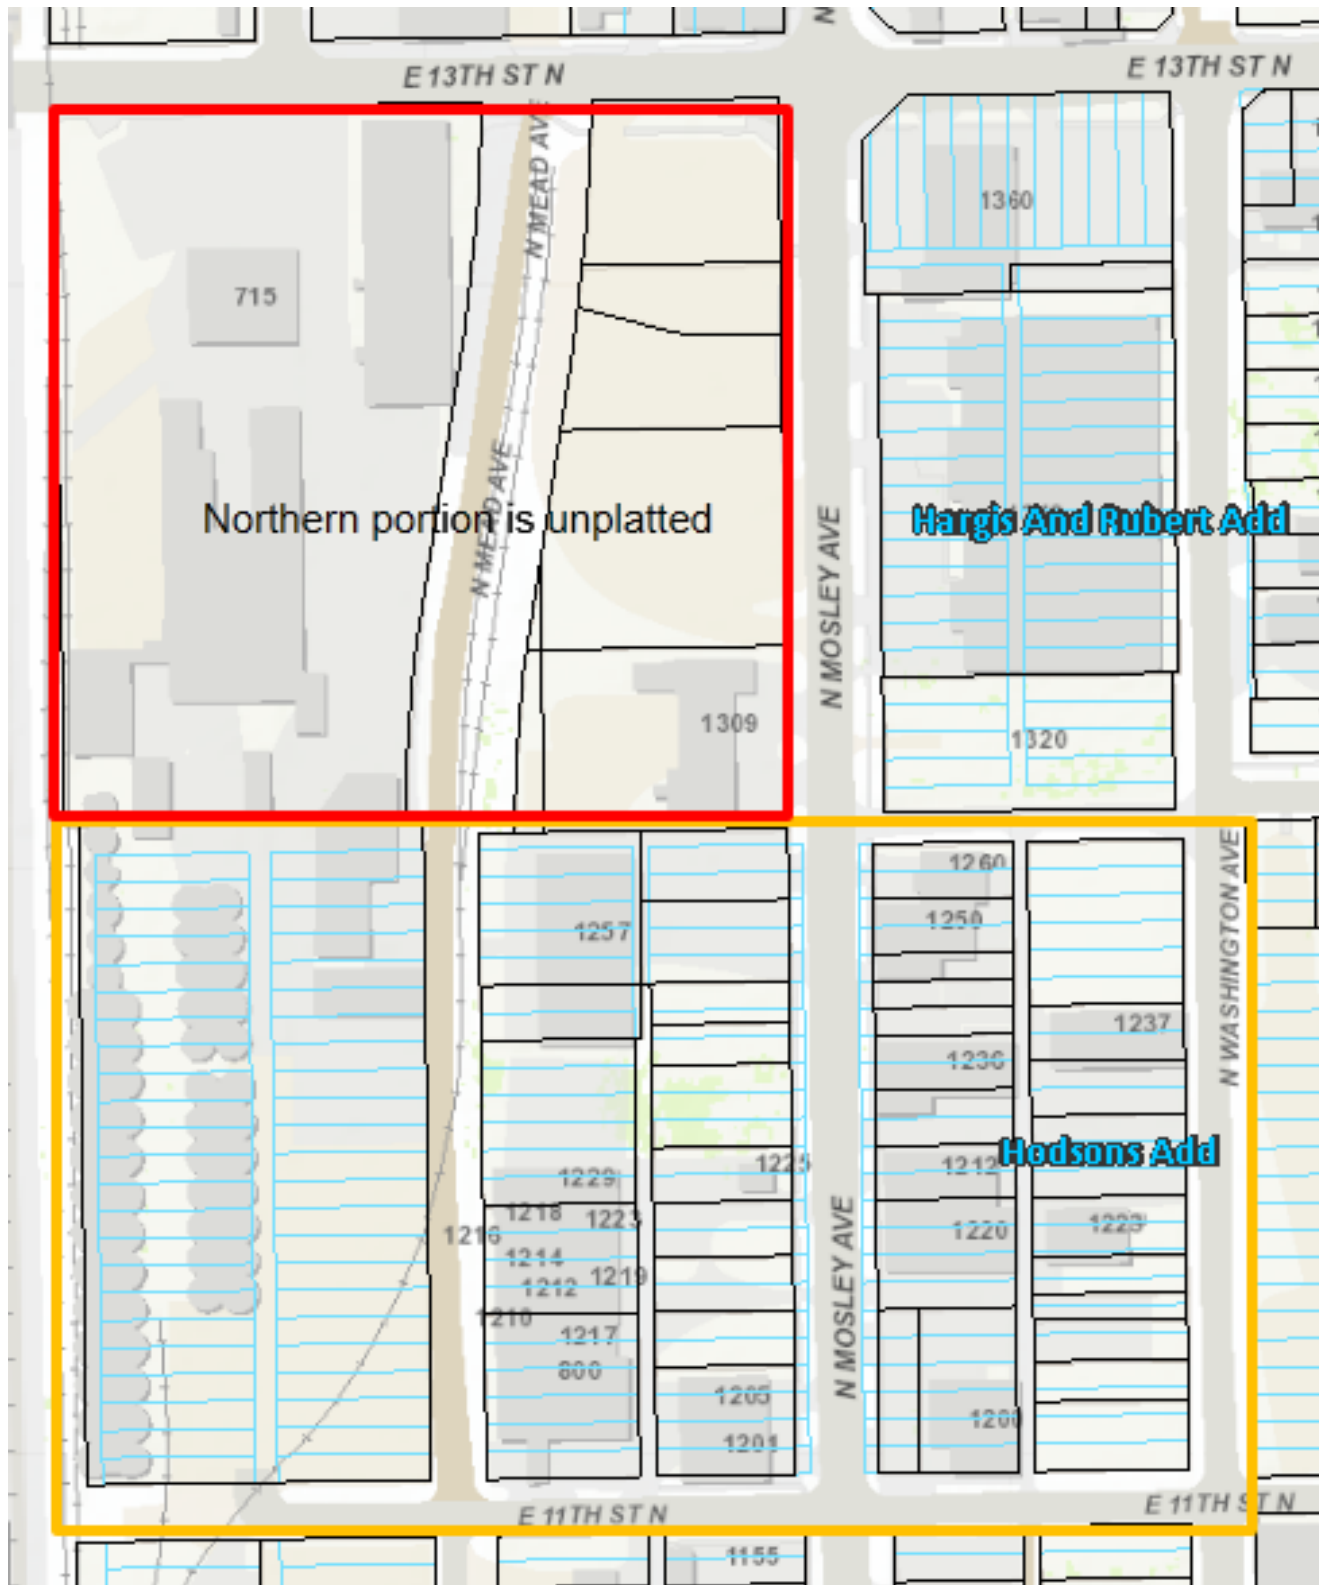 N
E 13TH ST N
E 13TH ST N
N MEAD AVE
1360
715
Northern portion is unplatted
N MEAD AVE
N MOSLEY AVE
Hargis And Rubert Add
1309
1320
1260
1250
1257
N WASHINGTON AVE
1237
1236
Hodsons Add
1225
1212
1229
1218
1223
1216
1220
1223
1214
1219
1212
1210
1217
800
N MOSLEY AVE
1205
1200
1201
E 11TH ST N
E 11TH ST N
1155